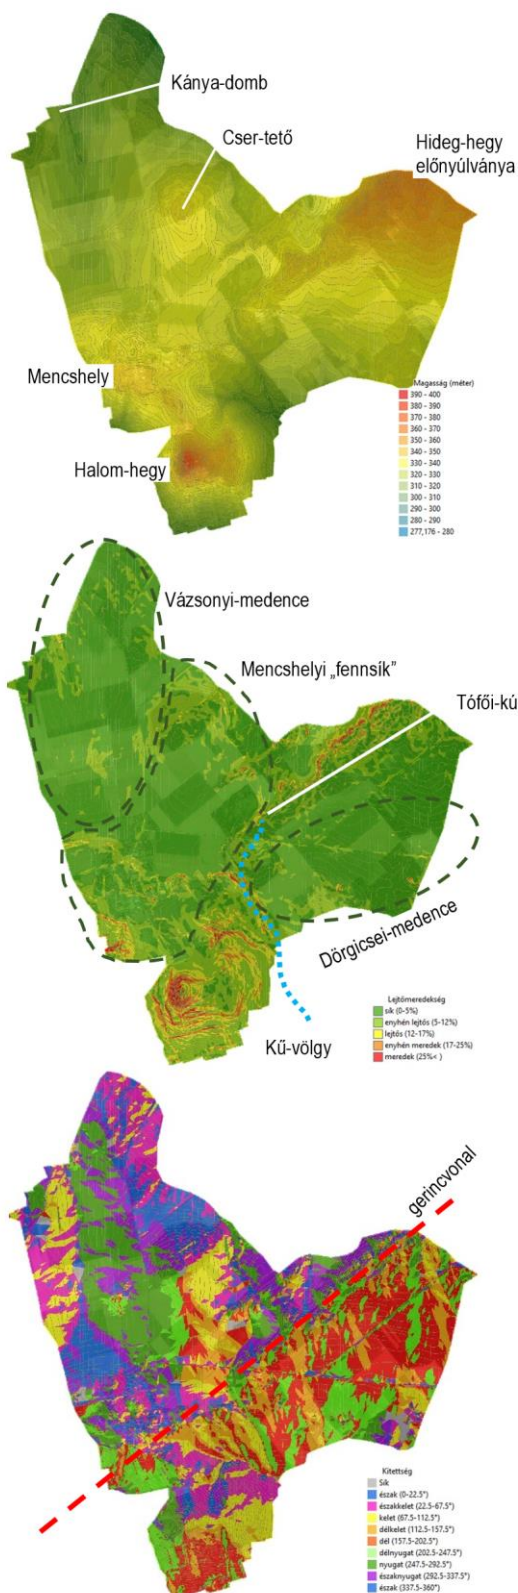 Kánya-domb
Cser-tető
Hideg-hegy
előnyúlványa
Mencshely
Halom-hegy
Magasság (méter)
390 - 400
380 - 390
370 - 380
360 - 370
350 - 360
340 - 350
330 - 340
320 - 330
310 - 320
300 - 310
290 - 300
280 - 290
277,176 - 280
Vázsonyi-medence
Mencshelyi „fennsík”
Tófői-kú
Dörgicsei-medence
Kű-völgy
Lejtőmeredekség
sík (0-5%)
enyhén lejtős (5-12%)
lejtős (12-17%)
enyhén meredek (17-25%)
meredek (25%< )
gerincvonal
Kitettség
Sík
észak (0-22.5°)
északkelet (22.5-67.5°)
kelet (67.5-112.5°)
délkelet (112.5-157.5°)
dél (157.5-202.5°)
délnyugat (202.5-247.5°)
nyugat (247.5-292.5°)
északnyugat (292.5-337.5°)
észak (337.5-360°)